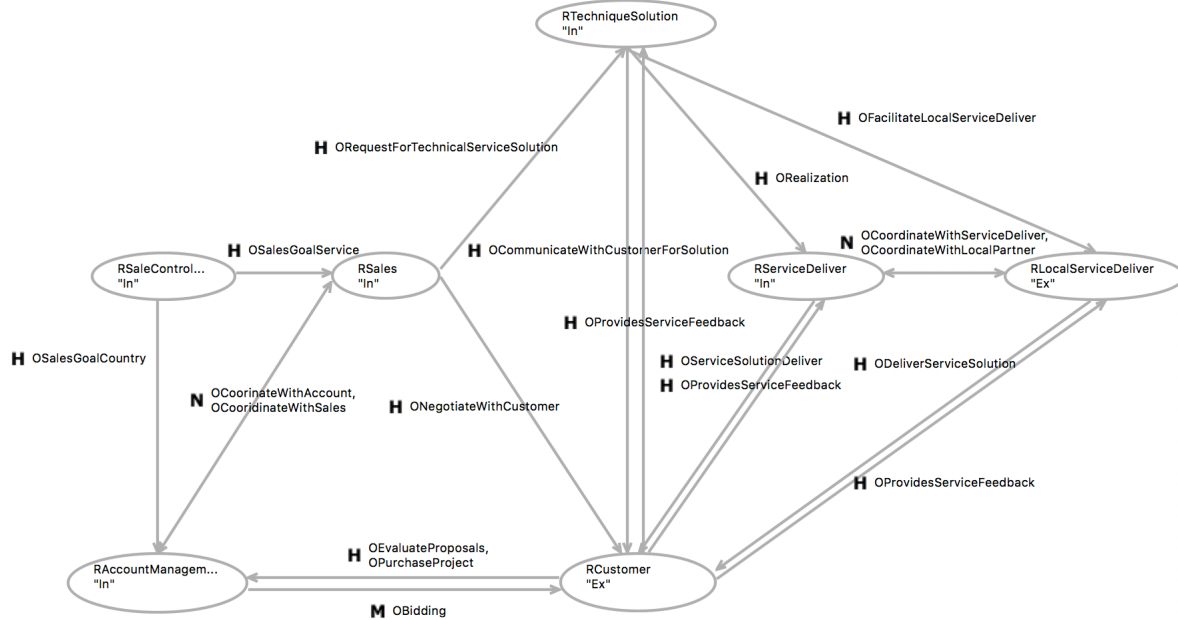 RTechniqueSolution
"In"
H OFacilitateLocalServiceDeliver
H ORequestForTechnicalServiceSolution
H ORealization
H OSalesGoalService
H OCommunicateWithCustomerForSolution
N OCoordinateWithServiceDeliver,
OCoordinateWithLocalPartner
RSaleControl...
"In"
RSales
"In"
RServiceDeliver
"In"
RLocalServiceDeliver
"Ex"
H OProvidesServiceFeedback
H OSalesGoalCountry
H OServiceSolutionDeliver
H ODeliverServiceSolution
H OProvidesServiceFeedback
N OCoorinateWithAccount,
OCooridinateWithSales
H ONegotiateWithCustomer
H OProvidesServiceFeedback
H OEvaluateProposals,
OPurchaseProject
RAccountManagem...
"In"
RCustomer
"Ex"
M OBidding